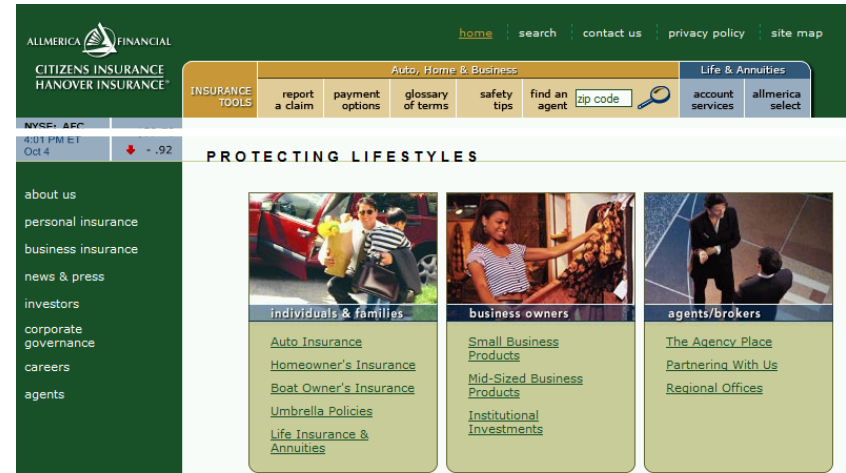 ALLMERICA FINANCIAL
CITIZENS INSURANCE
HANOVER INSURANCE®
home search contact us privacy policy site map
Auto, Home & Business
Life & Annuities
INSURANCE
TOOLS
report
a claim
payment
options
glossary
of terms
safety
tips
find an
agent
zip code
account
services
allmerica
select
NYSE: AFC
4:01 PM ET
Oct 4
- .92
PROTECTING LIFESTYLES
about us
personal insurance
business insurance
news & press
investors
corporate
governance
careers
agents
individuals & families
Auto Insurance
Homeowner's Insurance
Boat Owner's Insurance
Umbrella Policies
Life Insurance &
Annuities
business owners
Small Business
Products
Mid-Sized Business
Products
Institutional
Investments
agents/brokers
The Agency Place
Partnering With Us
Regional Offices